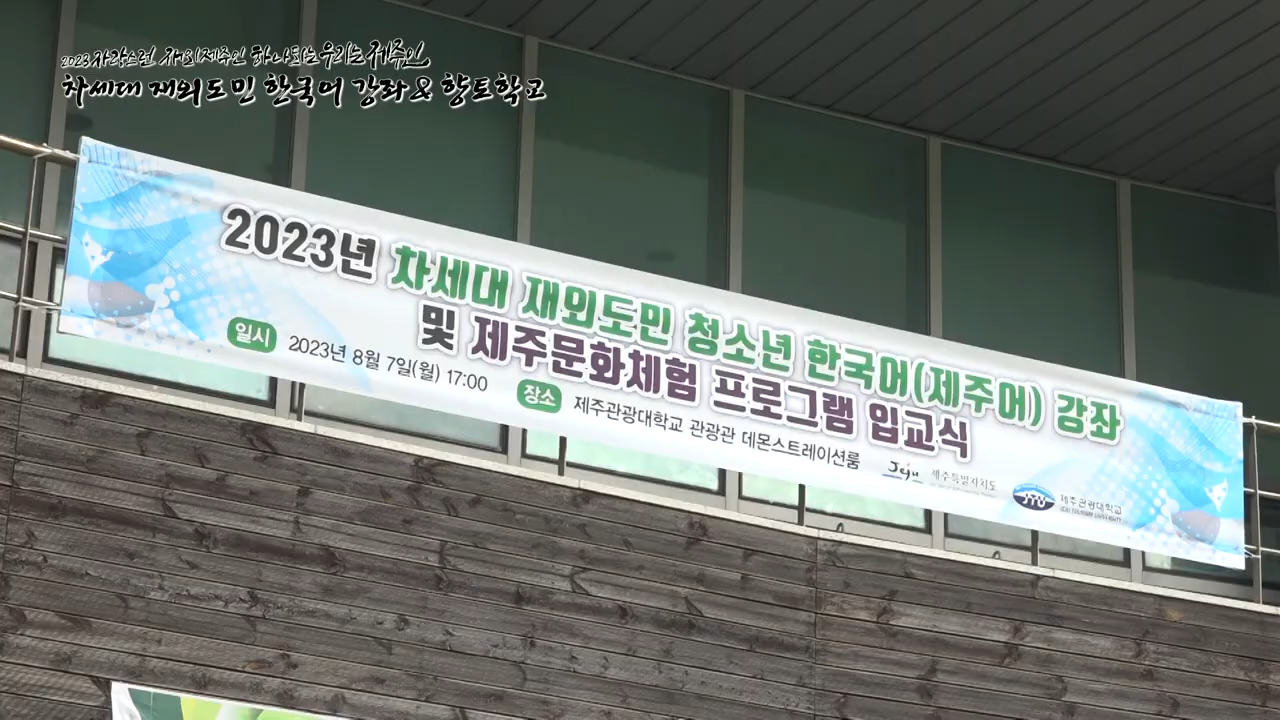 2023 자랑스런 재외제주인 하나되는 우리는 제주인
차세대 재외도민 한국어 강좌 & 향토학교
2023년 차세대 재외도민 청소년 한국어(제주어) 강좌
및 제주문화체험 프로그램 입교식
일시 2023년 8월 7일(월) 17:00 장소 제주관광대학교 관광관 데몬스트레이션룸
Jeju 제주특별자치도
JTU 제주관광대학교
JEJU TOURISM UNIVERSITY